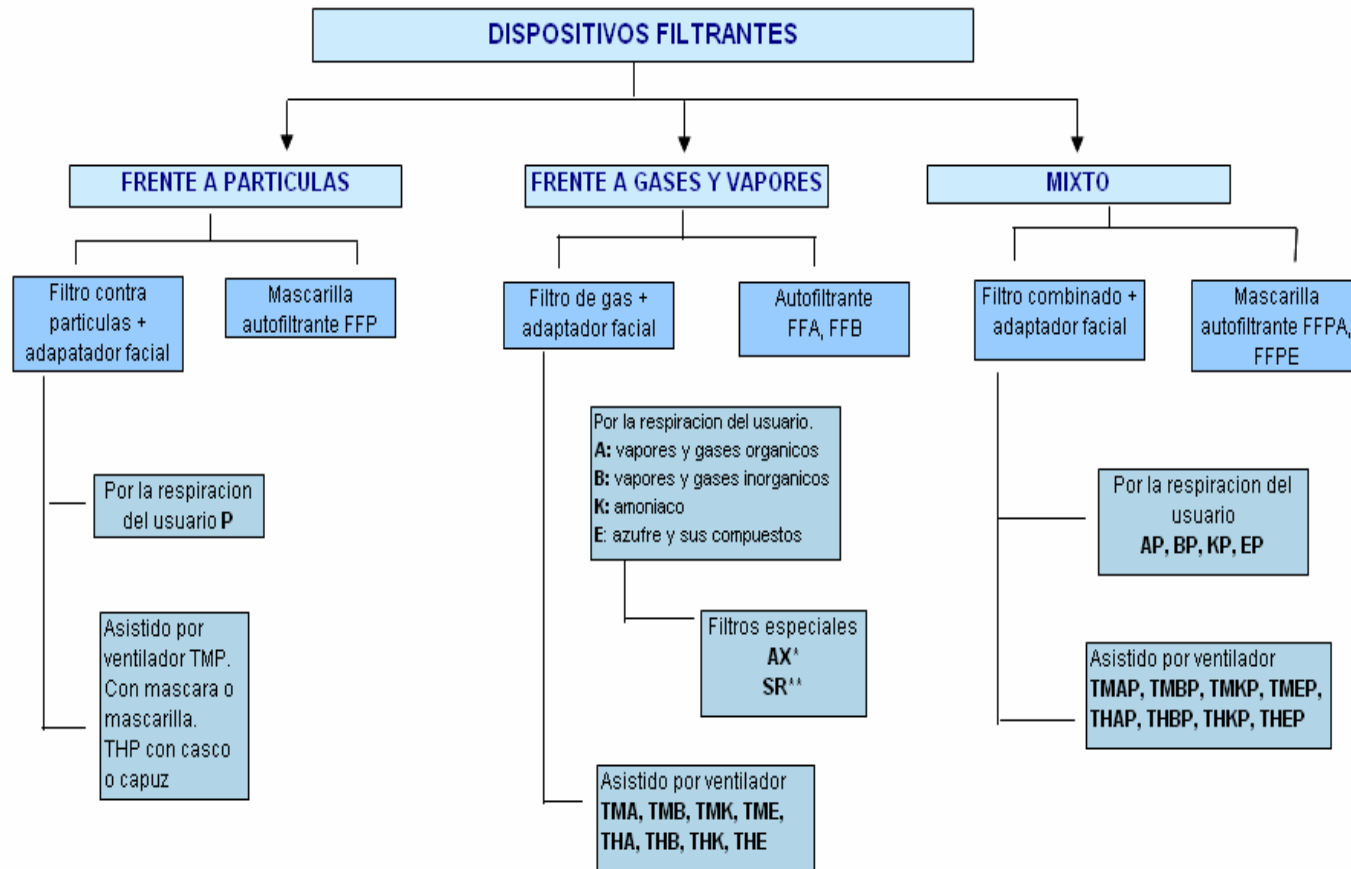 DISPOSITIVOS FILTRANTES
FRENTE A PARTICULAS
FRENTE A GASES Y VAPORES
MIXTO
Filtro contra
particulas +
adapatador facial
Mascarilla
autofiltrante FFP
Filtro de gas +
adaptador facial
Autofiltrante
FFA, FFB
Filtro combinado +
adaptador facial
Mascarilla
autofiltrante FFPA,
FFPE
Por la respiracion
del usuario P
Asistido por
ventilador TMP.
Con mascara o
mascarilla.
THP con casco
o capuz
Por la respiracion del usuario.
A: vapores y gases organicos
B: vapores y gases inorganicos
K: amoniaco
E: azufre y sus compuestos
Filtros especiales
AX*
SR**
Asistido por ventilador
TMA, TMB, TMK, TME,
THA, THB, THK, THE
Por la respiracion del
usuario
AP, BP, KP, EP
Asistido por ventilador
TMAP, TMBP, TMKP, TMEP,
THAP, THBP, THKP, THEP